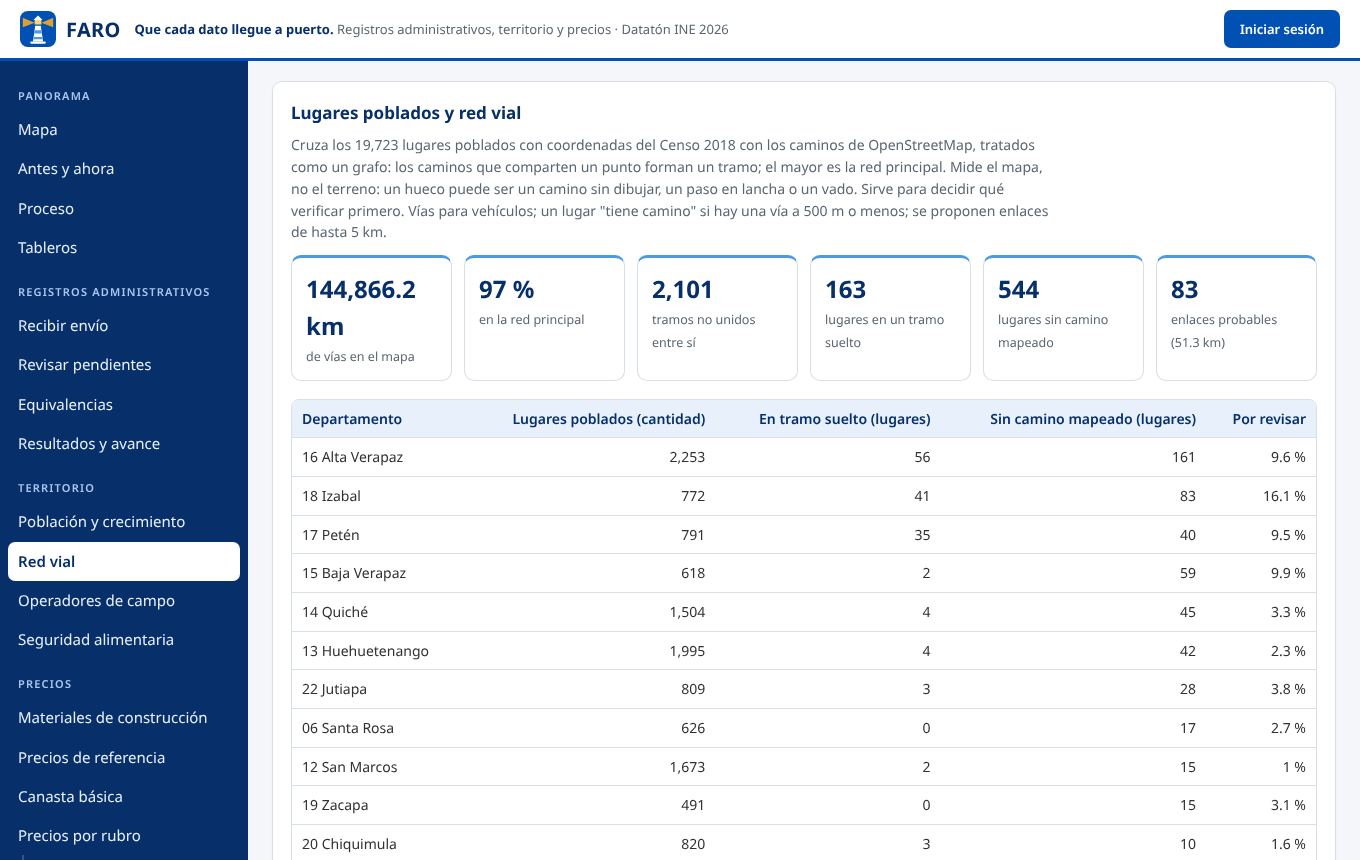 FARO
Que cada dato llegue a puerto. Registros administrativos, territorio y precios · Datatón INE 2026
Iniciar sesión
PANORAMA
Mapa
Antes y ahora
Proceso
Tableros
REGISTROS ADMINISTRATIVOS
Recibir envío
Revisar pendientes
Equivalencias
Resultados y avance
TERRITORIO
Población y crecimiento
Red vial
Operadores de campo
Seguridad alimentaria
PRECIOS
Materiales de construcción
Precios de referencia
Canasta básica
Precios por rubro
Lugares poblados y red vial
Cruza los 19,723 lugares poblados con coordenadas del Censo 2018 con los caminos de OpenStreetMap, tratados
como un grafo: los caminos que comparten un punto forman un tramo; el mayor es la red principal. Mide el mapa,
no el terreno: un hueco puede ser un camino sin dibujar, un paso en lancha o un vado. Sirve para decidir qué
verificar primero. Vías para vehículos; un lugar "tiene camino" si hay una vía a 500 m o menos; se proponen enlaces
de hasta 5 km.
144,866.2
km
de vías en el mapa
97 %
en la red principal
2,101
tramos no unidos
entre sí
163
lugares en un tramo
suelto
544
lugares sin camino
mapeado
83
enlaces probables
(51.3 km)
Departamento Lugares poblados (cantidad) En tramo suelto (lugares) Sin camino mapeado (lugares) Por revisar
16 Alta Verapaz 2,253 56 161 9.6 %
18 Izabal 772 41 83 16.1 %
17 Petén 791 35 40 9.5 %
15 Baja Verapaz 618 2 59 9.9 %
14 Quiché 1,504 4 45 3.3 %
13 Huehuetenango 1,995 4 42 2.3 %
22 Jutiapa 809 3 28 3.8 %
06 Santa Rosa 626 0 17 2.7 %
12 San Marcos 1,673 2 15 1 %
19 Zacapa 491 0 15 3.1 %
20 Chiquimula 820 3 10 1.6 %